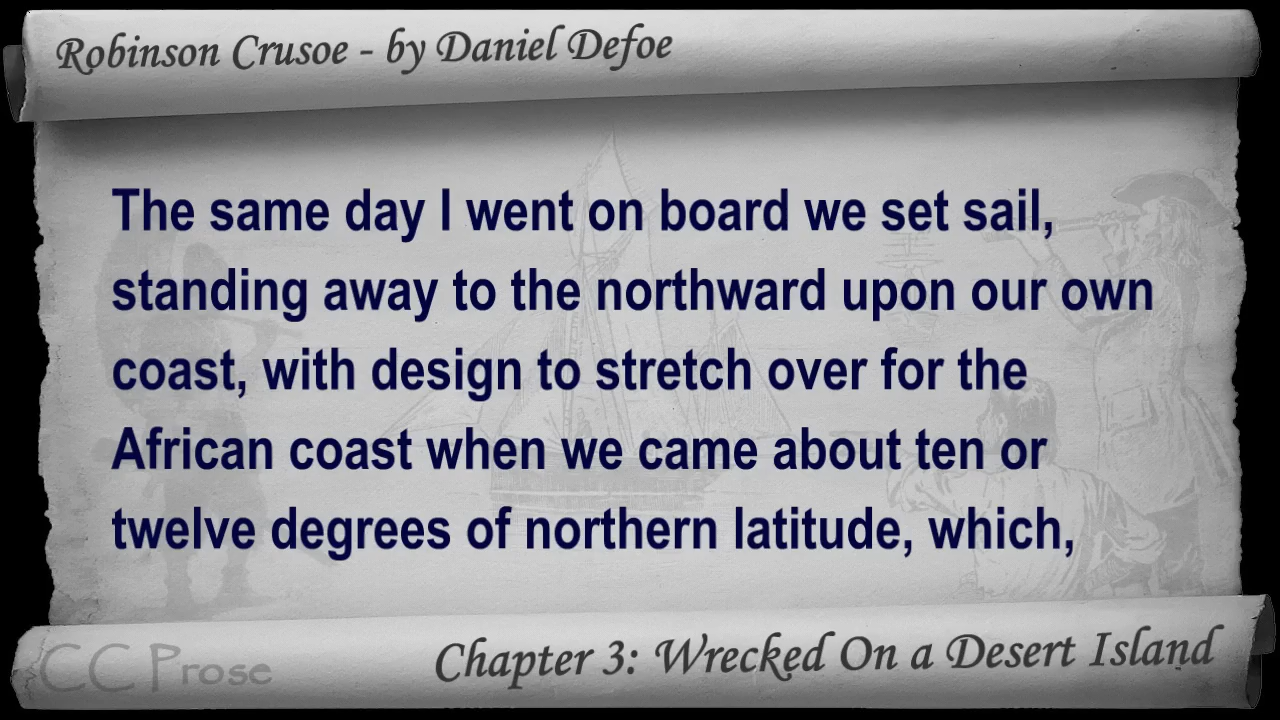 Robinson Crusoe - by Daniel Defoe
The same day I went on board we set sail,
standing away to the northward upon our own
coast, with design to stretch over for the
African coast when we came about ten or
twelve degrees of northern latitude, which,
CC Prose
Chapter 3: Wrecked On a Desert Island